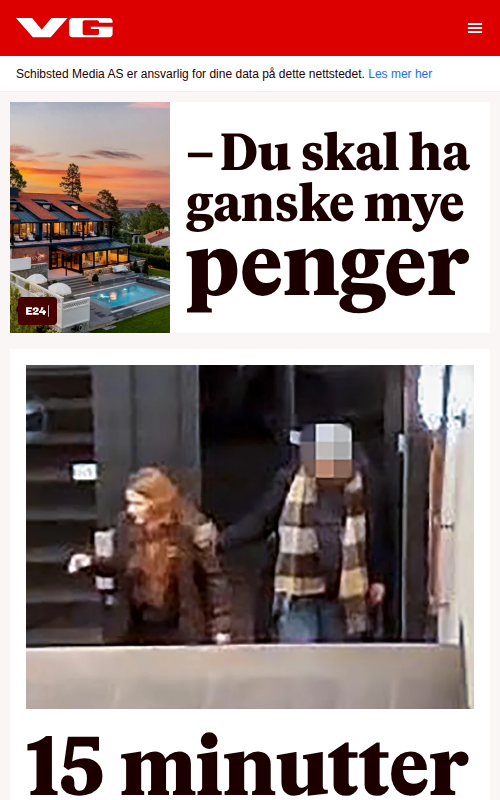 VG
Schibsted Media AS er ansvarlig for dine data på dette nettstedet. Les mer her
– Du skal ha
ganske mye
penger
E24
15 minutter